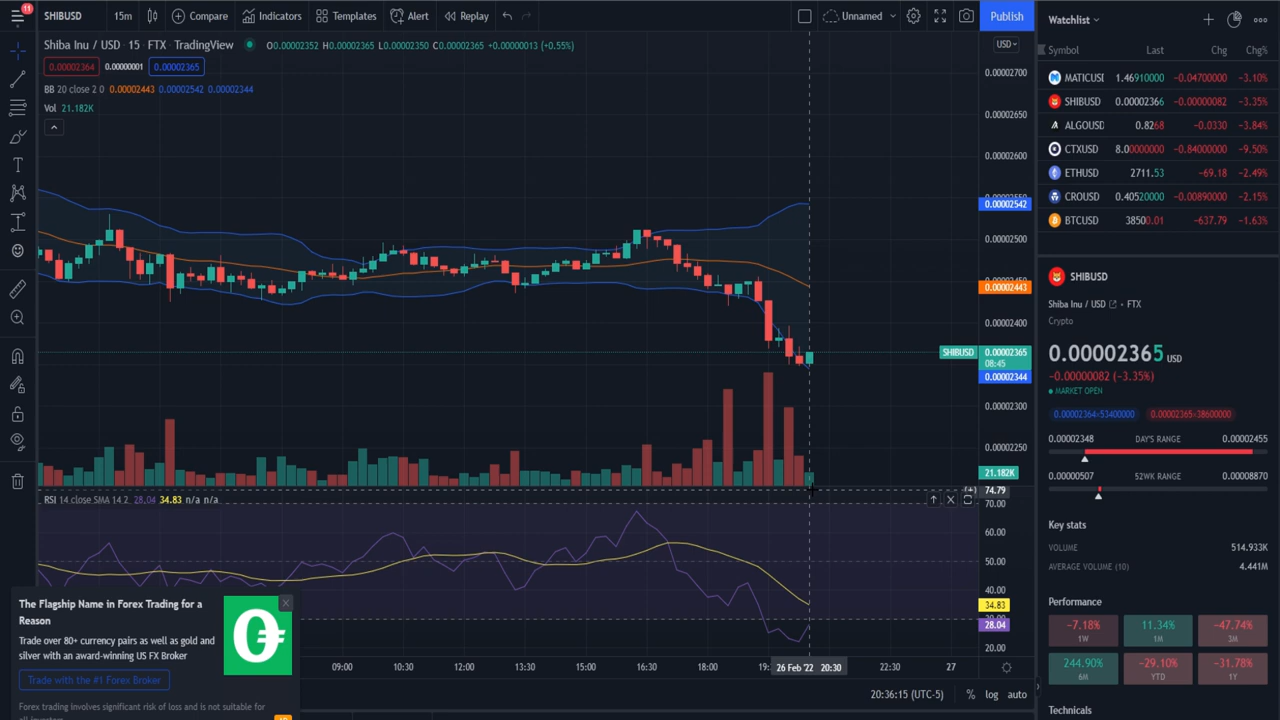 11
SHIBUSD 15m Compare Indicators Templates Alert Replay Unnamed Publish
Shiba Inu / USD · 15 · FTX · TradingView O0.00002352 H0.00002365 L0.00002350 C0.00002365 +0.00000013 (+0.55%)
0.00002364 0.00000001 0.00002365
BB 20 close 2 0 0.00002443 0.00002542 0.00002344
Vol 21.182K
USD
0.00002700
0.00002650
0.00002600
0.00002550
0.00002542
0.00002500
0.00002450
0.00002443
0.00002400
SHIBUSD 0.00002365
08:45
0.00002344
0.00002300
0.00002250
21.182K
RSI 14 close SMA 14 2 28.04 34.83 n/a n/a
74.79
70.00
60.00
50.00
40.00
34.83
30.00
28.04
20.00
09:00 10:30 12:00 13:30 15:00 16:30 18:00 19: 26 Feb '22 20:30 22:30 27
20:36:15 (UTC-5) % log auto
The Flagship Name in Forex Trading for a
Reason
Trade over 80+ currency pairs as well as gold and
silver with an award-winning US FX Broker
Trade with the #1 Forex Broker
Forex trading involves significant risk of loss and is not suitable for
all investors
Watchlist
Symbol Last Chg Chg%
MATICUSI 1.46910000 -0.04700000 -3.10%
SHIBUSD 0.00002366 -0.00000082 -3.35%
ALGOUSD 0.8268 -0.0330 -3.84%
CTXUSD 8.00000000 -0.84000000 -9.50%
ETHUSD 2711.53 -69.18 -2.49%
CROUSD 0.40520000 -0.00890000 -2.15%
BTCUSD 38500.01 -637.79 -1.63%
SHIBUSD
Shiba Inu / USD · FTX
Crypto
0.00002365 USD
-0.00000082 (-3.35%)
MARKET OPEN
0.00002364×53400000 0.00002365×38600000
0.00002348 DAY'S RANGE 0.00002455
0.00000507 52WK RANGE 0.00008870
Key stats
VOLUME 514.933K
AVERAGE VOLUME (10) 4.441M
Performance
-7.18% 11.34% -47.74%
1W 1M 3M
244.90% -29.10% -31.78%
6M YTD 1Y
Technicals